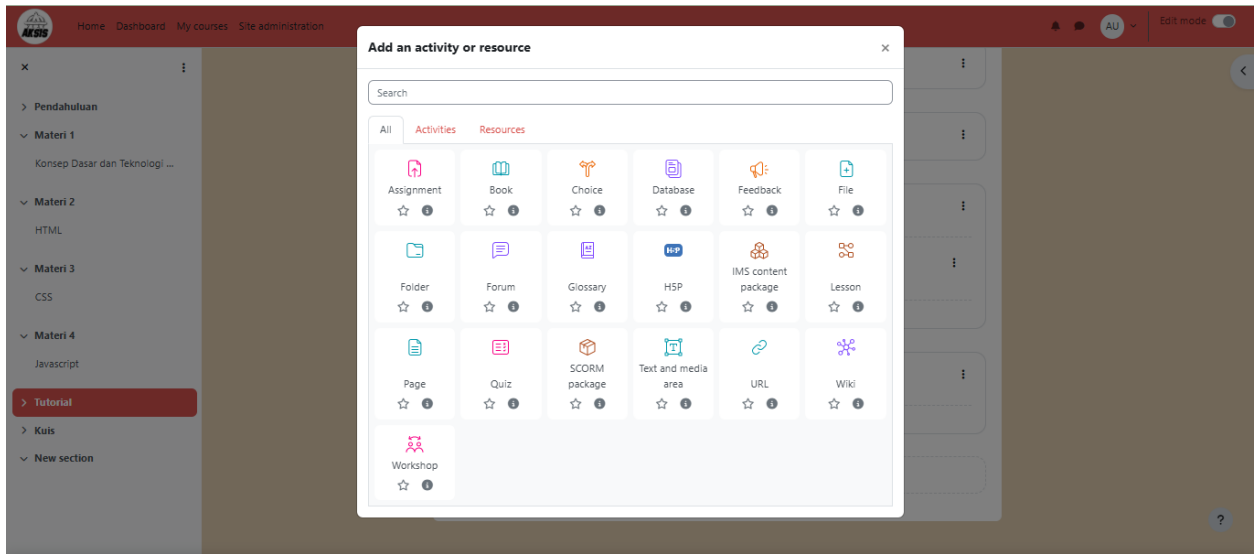 AKSIS
Home Dashboard My courses Site administration
AU
Edit mode
Pendahuluan
Materi 1
Konsep Dasar dan Teknologi ...
Materi 2
HTML
Materi 3
CSS
Materi 4
Javascript
Tutorial
Kuis
New section
Add an activity or resource
Search
All Activities Resources
Assignment Book Choice Database Feedback File
Folder Forum Glossary H5P IMS content package Lesson
Page Quiz SCORM package Text and media area URL Wiki
Workshop
?